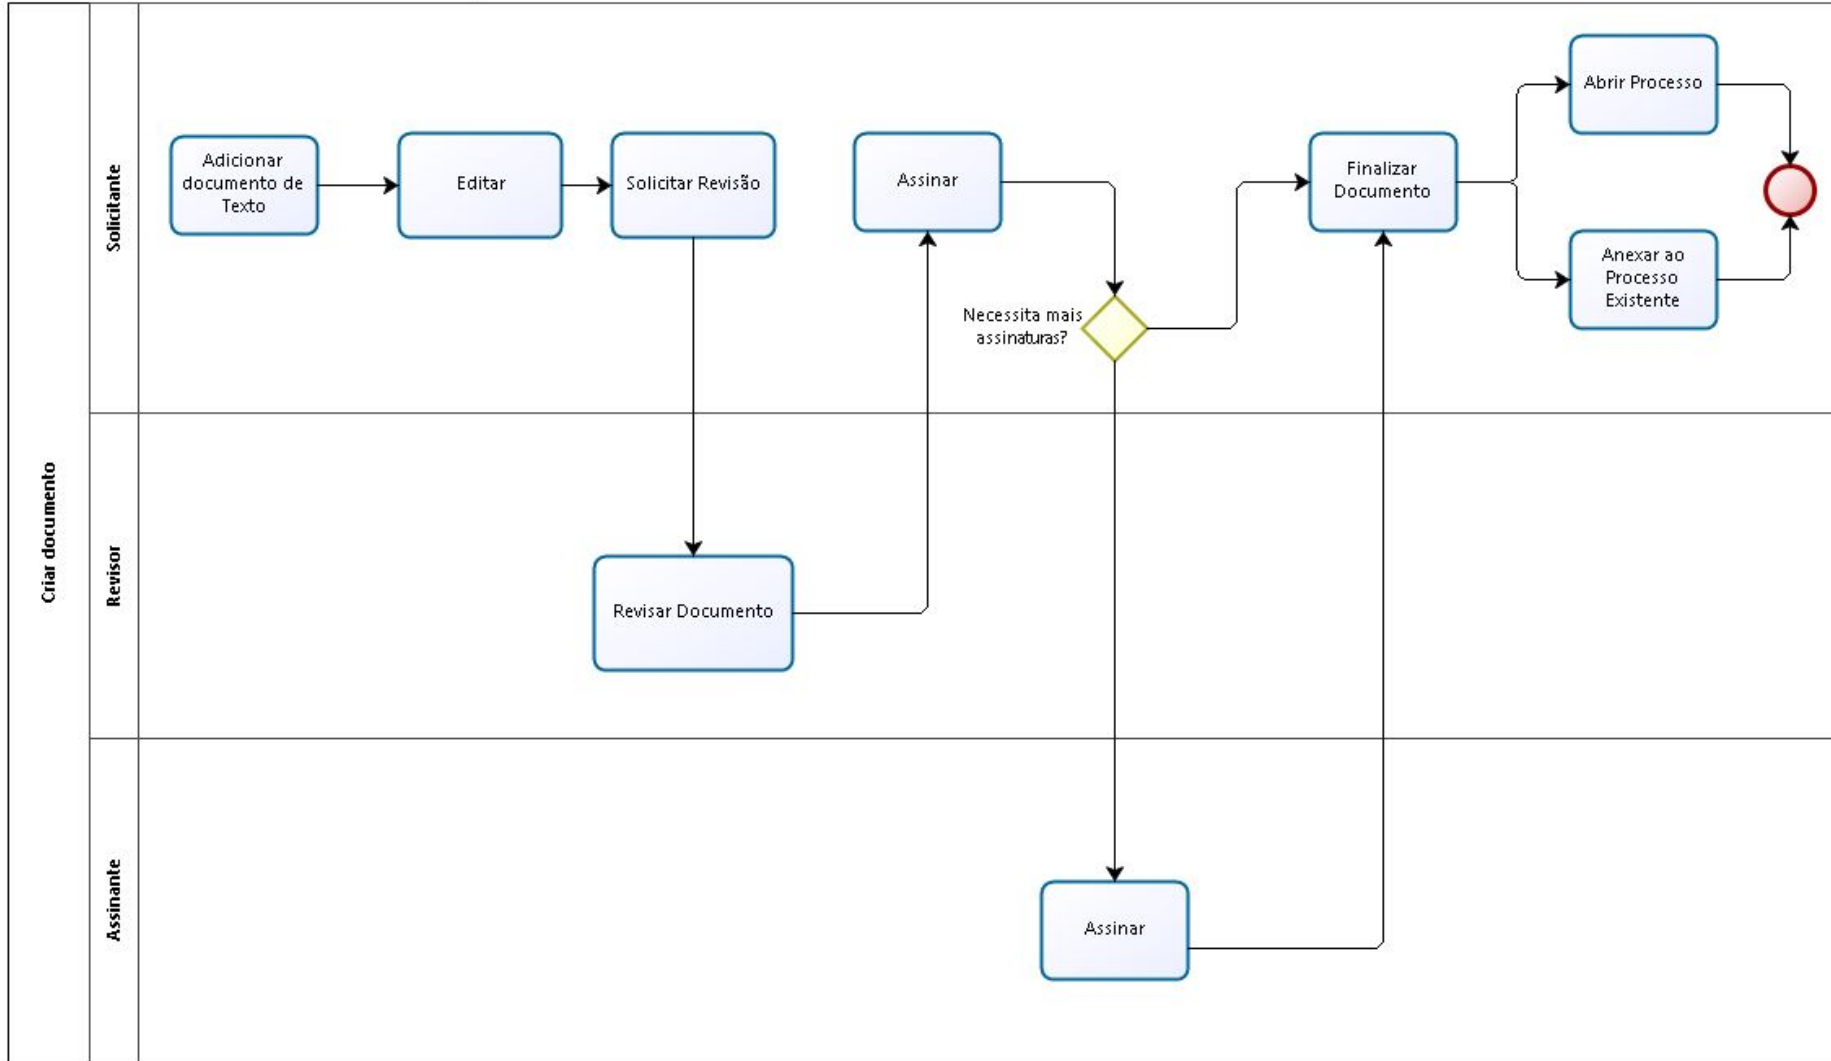 Criar documento
Solicitante
Adicionar
documento de
Texto
Editar
Solicitar Revisão
Assinar
Necessita mais
assinaturas?
Finalizar
Documento
Abrir Processo
Anexar ao
Processo
Existente
Revisor
Revisar Documento
Assinante
Assinar